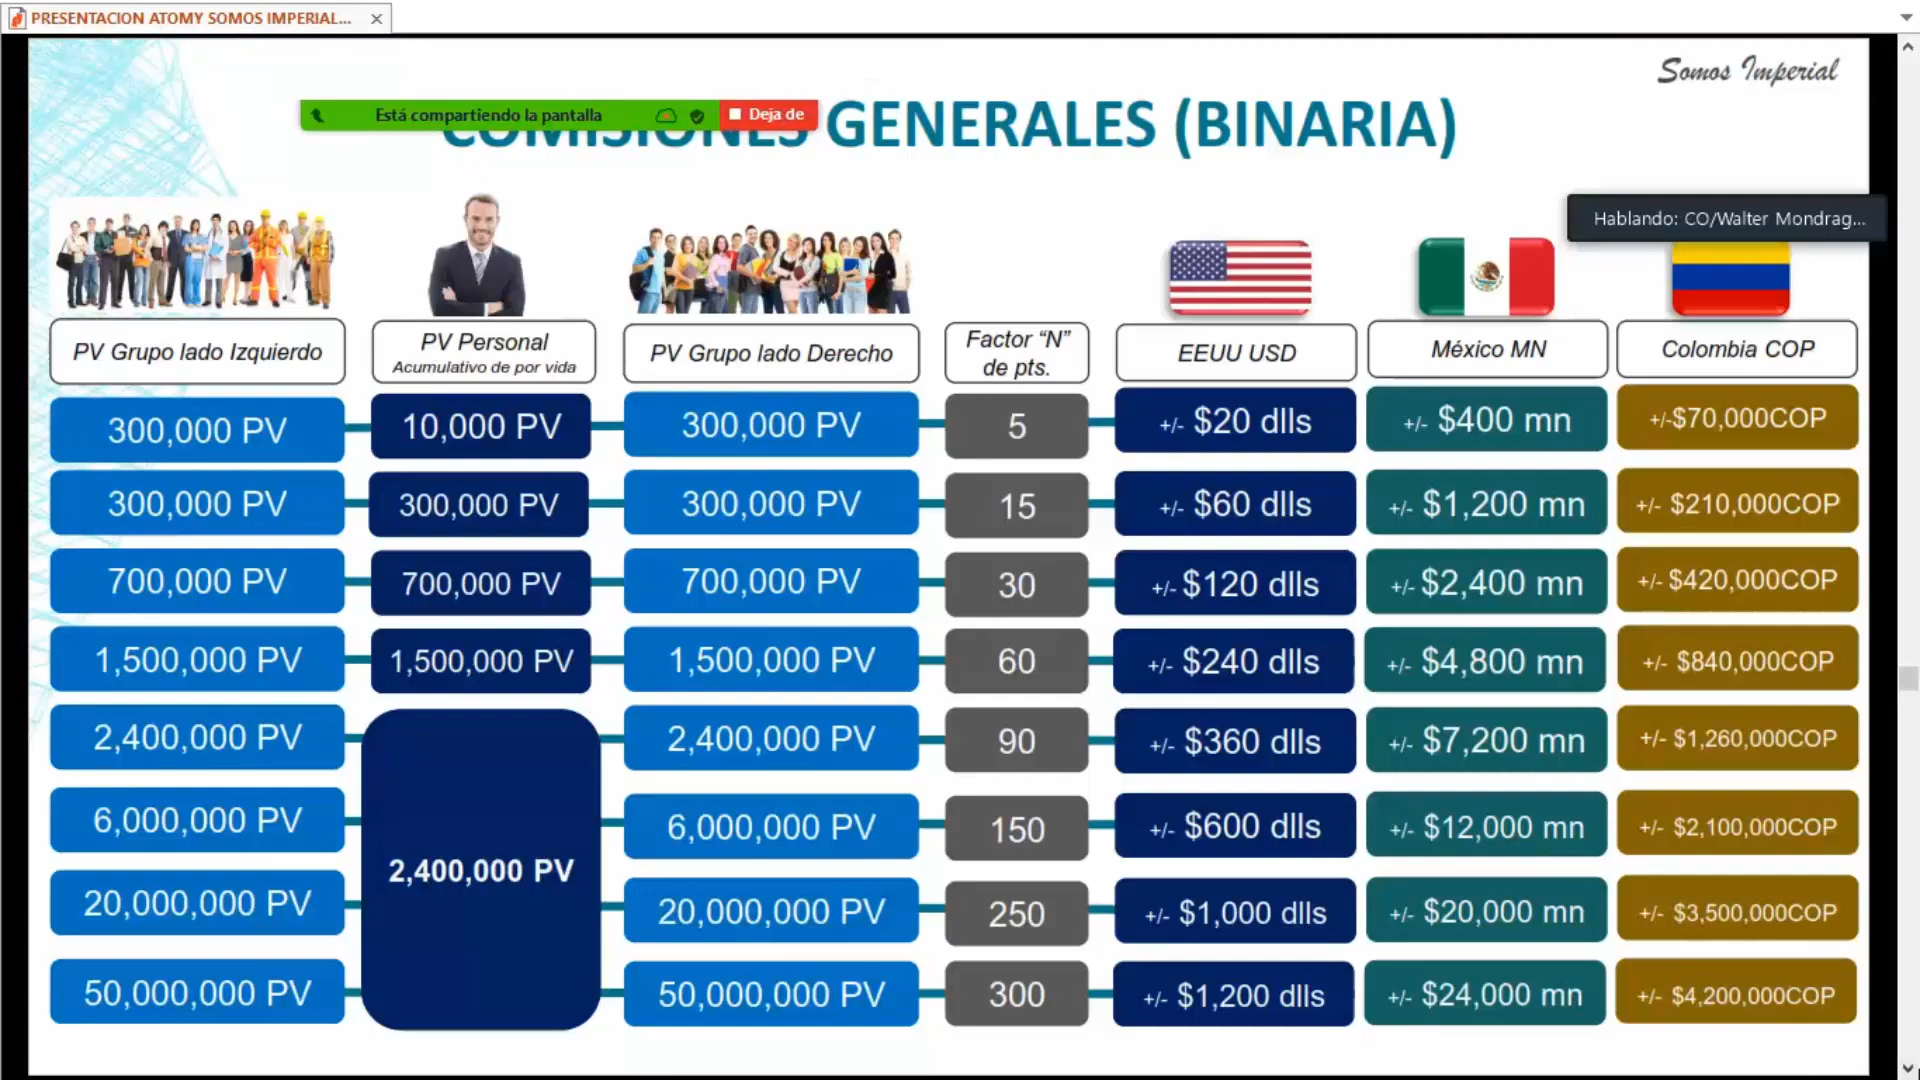 PRESENTACION ATOMY SOMOS IMPERIAL...
Somos Imperial
Está compartiendo la pantalla
Deja de
COMISIONES GENERALES (BINARIA)
Hablando: CO/Walter Mondrag...
PV Grupo lado Izquierdo
PV Personal
Acumulativo de por vida
PV Grupo lado Derecho
Factor “N”
de pts.
EEUU USD
México MN
Colombia COP
300,000 PV 10,000 PV 300,000 PV 5 +/- $20 dlls +/- $400 mn +/-$70,000COP
300,000 PV 300,000 PV 300,000 PV 15 +/- $60 dlls +/- $1,200 mn +/- $210,000COP
700,000 PV 700,000 PV 700,000 PV 30 +/- $120 dlls +/- $2,400 mn +/- $420,000COP
1,500,000 PV 1,500,000 PV 1,500,000 PV 60 +/- $240 dlls +/- $4,800 mn +/- $840,000COP
2,400,000 PV 2,400,000 PV 90 +/- $360 dlls +/- $7,200 mn +/- $1,260,000COP
6,000,000 PV 6,000,000 PV 150 +/- $600 dlls +/- $12,000 mn +/- $2,100,000COP
2,400,000 PV
20,000,000 PV 20,000,000 PV 250 +/- $1,000 dlls +/- $20,000 mn +/- $3,500,000COP
50,000,000 PV 50,000,000 PV 300 +/- $1,200 dlls +/- $24,000 mn +/- $4,200,000COP